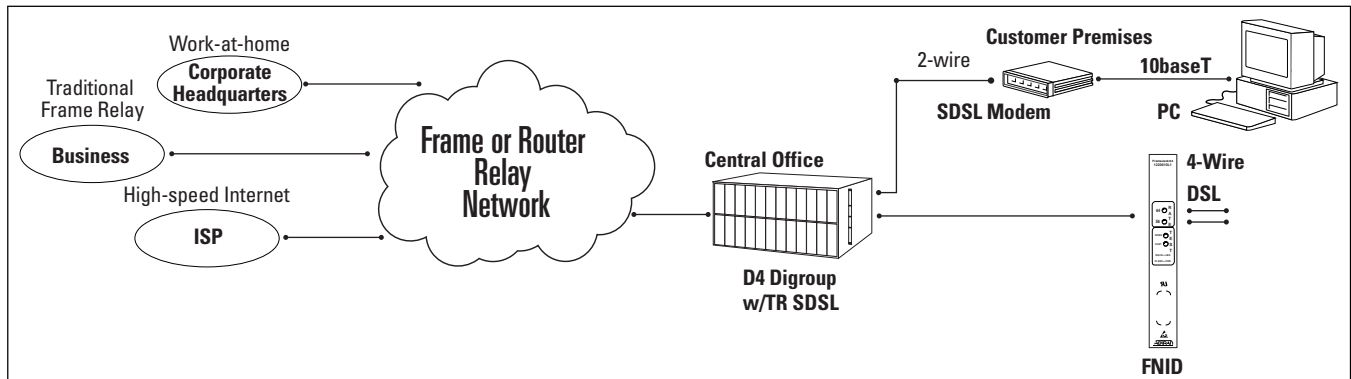 Work-at-home
Corporate
Headquarters
Traditional
Frame Relay
Business
High-speed Internet
ISP
Frame or Router
Relay
Network
Central Office
D4 Digroup
w/TR SDSL
2-wire
Customer Premises
SDSL Modem
10baseT
PC
4-Wire
DSL
FNID